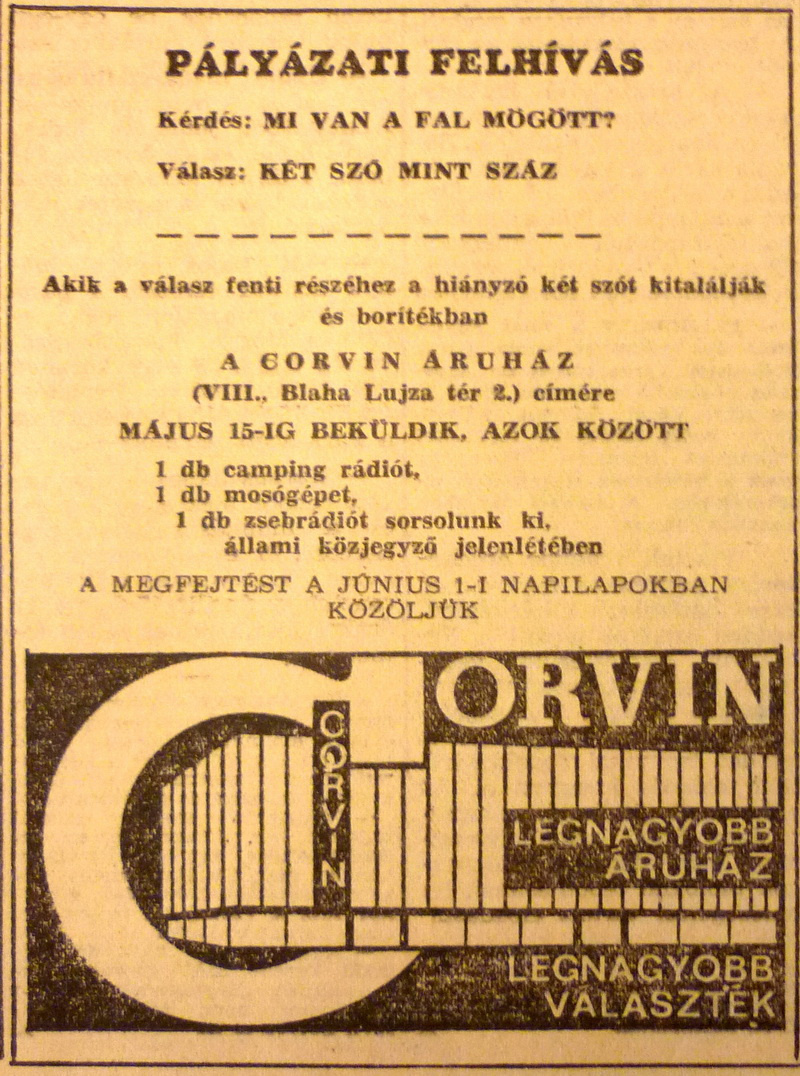 PÁLYÁZATI FELHÍVÁS
Kérdés: MI VAN A FAL MÖGÖTT?
Válasz: KÉT SZÓ MINT SZÁZ
— — — — — — — — — — — —
Akik a válasz fenti részéhez a hiányzó két szót kitalálják
és borítékban
A CORVIN ÁRUHÁZ
(VIII., Blaha Lujza tér 2.) címére
MÁJUS 15-IG BEKÜLDIK, AZOK KÖZÖTT
1 db camping rádiót,
1 db mosógépet,
1 db zsebrádiót sorsolunk ki,
állami közjegyző jelenlétében
A MEGFEJTÉST A JÚNIUS 1-I NAPILAPOKBAN
KÖZÖLJÜK
CORVIN
CORVIN
LEGNAGYOBB
ÁRUHÁZ
LEGNAGYOBB
VÁLASZTÉK